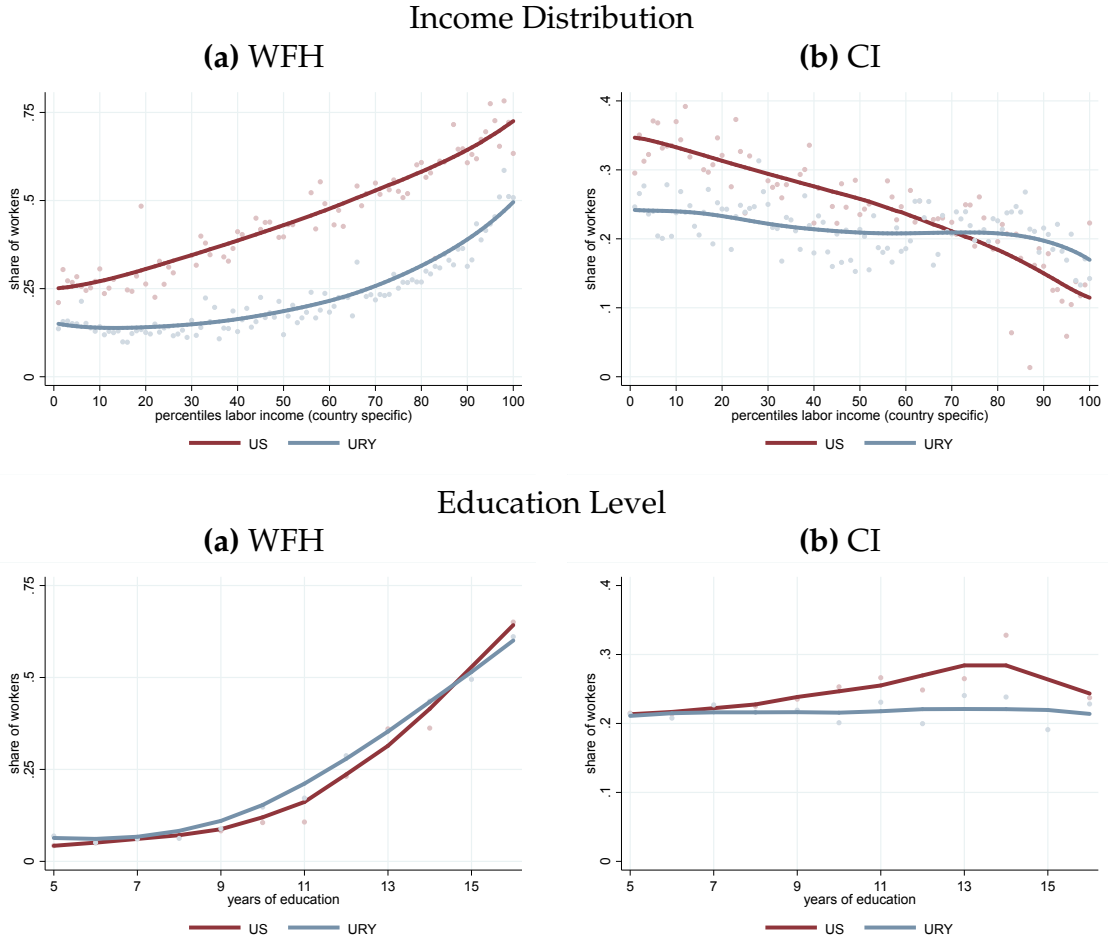 Income Distribution
(a) WFH
(b) CI
share of workers
0 .25 .5 .75
0 10 20 30 40 50 60 70 80 90 100
percentiles labor income (country specific)
US URY
share of workers
0 .1 .2 .3 .4
0 10 20 30 40 50 60 70 80 90 100
percentiles labor income (country specific)
US URY
Education Level
(a) WFH
(b) CI
share of workers
0 .25 .5 .75
5 7 9 11 13 15
years of education
US URY
share of workers
0 .1 .2 .3 .4
5 7 9 11 13 15
years of education
US URY